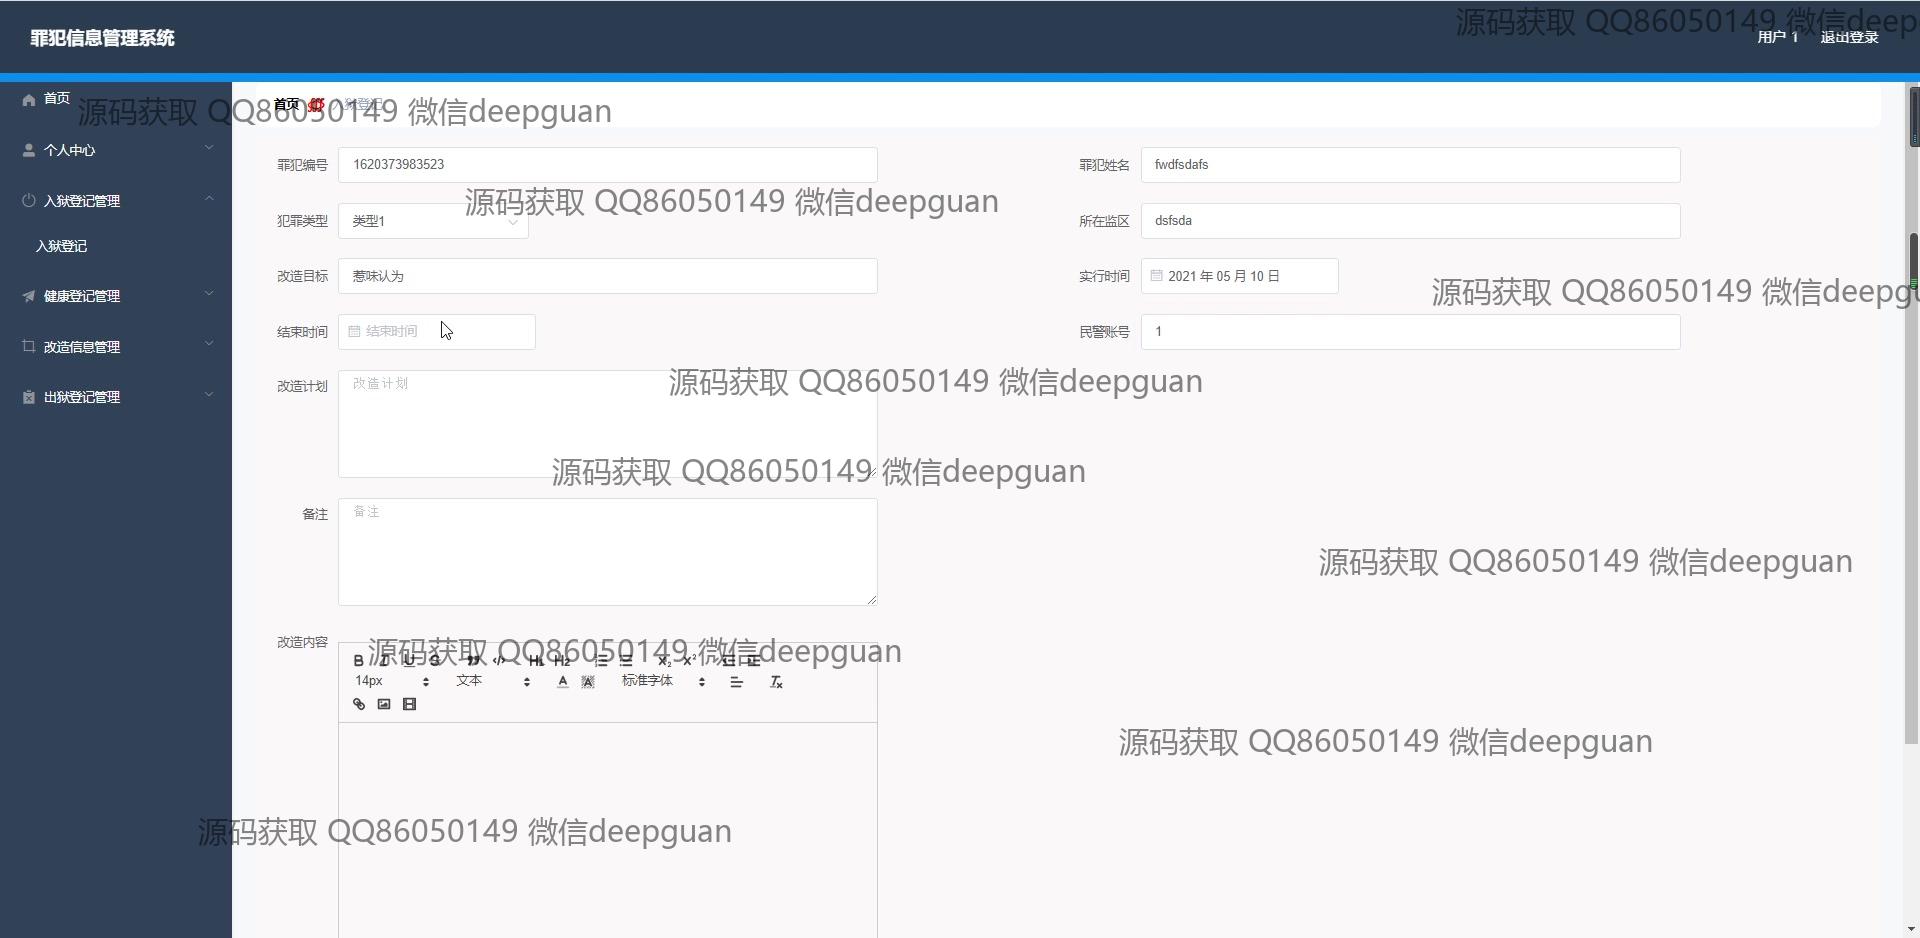 罪犯信息管理系统
源码获取 QQ86050149 微信deep
用户 1 退出登录
首页
首页 入狱登记
源码获取 QQ86050149 微信deepguan
个人中心
罪犯编号 1620373983523 罪犯姓名 fwdfsdafs
入狱登记管理
源码获取 QQ86050149 微信deepguan
犯罪类型 类型1 所在监区 dsfsda
入狱登记
改造目标 惹味认为 实行时间 2021 年 05 月 10 日
健康登记管理
源码获取 QQ86050149 微信deepgu
结束时间 结束时间 民警账号 1
改造信息管理
改造计划 改造计划
源码获取 QQ86050149 微信deepguan
出狱登记管理
源码获取 QQ86050149 微信deepguan
备注 备注
源码获取 QQ86050149 微信deepguan
改造内容
源码获取 QQ86050149 微信deepguan
B I U S H1 H2 X2 X2
14px 文本 A A 标准字体 Tx
源码获取 QQ86050149 微信deepguan
源码获取 QQ86050149 微信deepguan